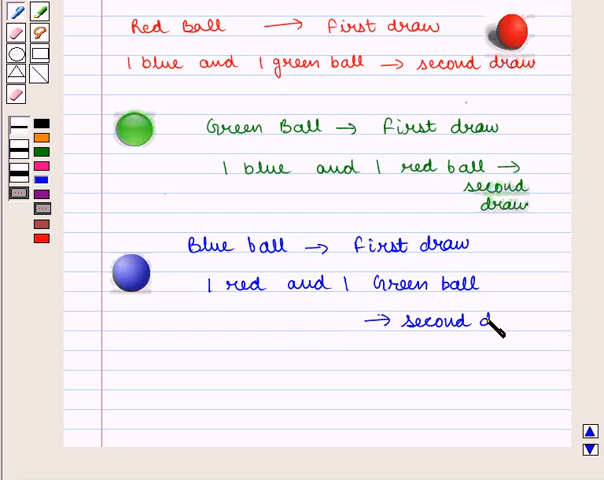 Red Ball → First draw
1 blue and 1 green ball → second draw
Green Ball → First draw
1 blue and 1 red ball →
second
draw
Blue ball → First draw
1 red and 1 Green ball
→ second d